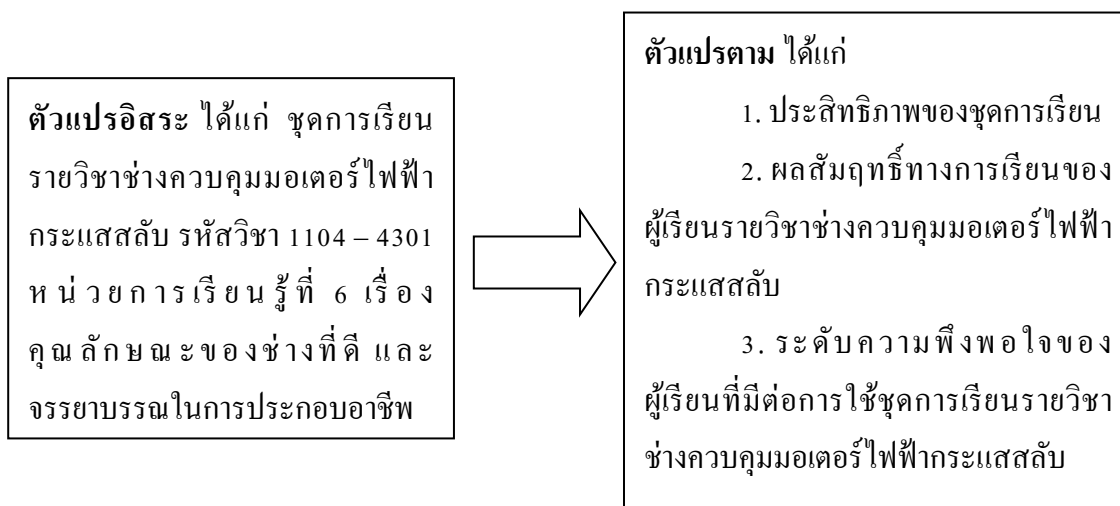 ตัวแปรอิสระ ได้แก่ ชุดการเรียน
รายวิชาช่างควบคุมมอเตอร์ไฟฟ้า
กระแสสลับ รหัสวิชา 1104 – 4301
หน่วยการเรียนรู้ที่ 6 เรื่อง
คุณลักษณะของช่างที่ดี และ
จรรยาบรรณในการประกอบอาชีพ
ตัวแปรตาม ได้แก่
1. ประสิทธิภาพของชุดการเรียน
2. ผลสัมฤทธิ์ทางการเรียนของ
ผู้เรียนรายวิชาช่างควบคุมมอเตอร์ไฟฟ้า
กระแสสลับ
3. ระดับความพึงพอใจของ
ผู้เรียนที่มีต่อการใช้ชุดการเรียนรายวิชา
ช่างควบคุมมอเตอร์ไฟฟ้ากระแสสลับ